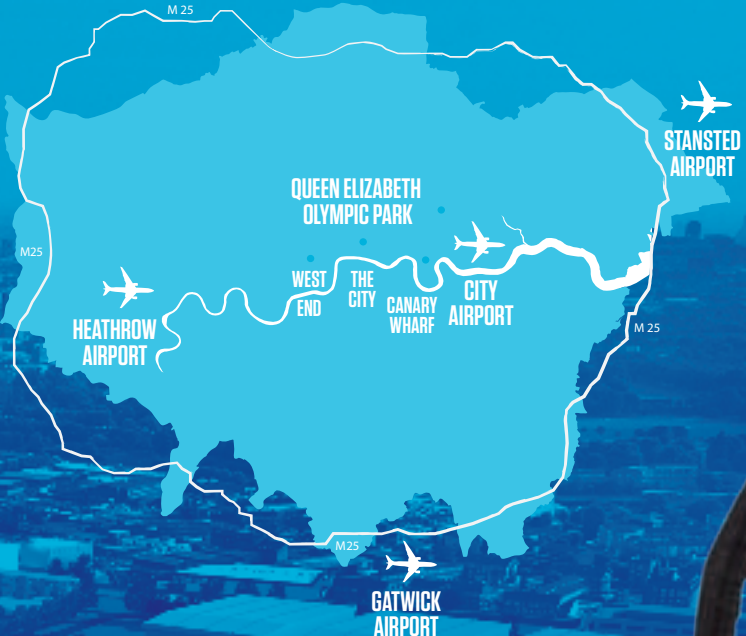 M 25
STANSTED
AIRPORT
QUEEN ELIZABETH
OLYMPIC PARK
M25
WEST
END
THE
CITY
CANARY
WHARF
CITY
AIRPORT
HEATHROW
AIRPORT
M 25
M25
GATWICK
AIRPORT